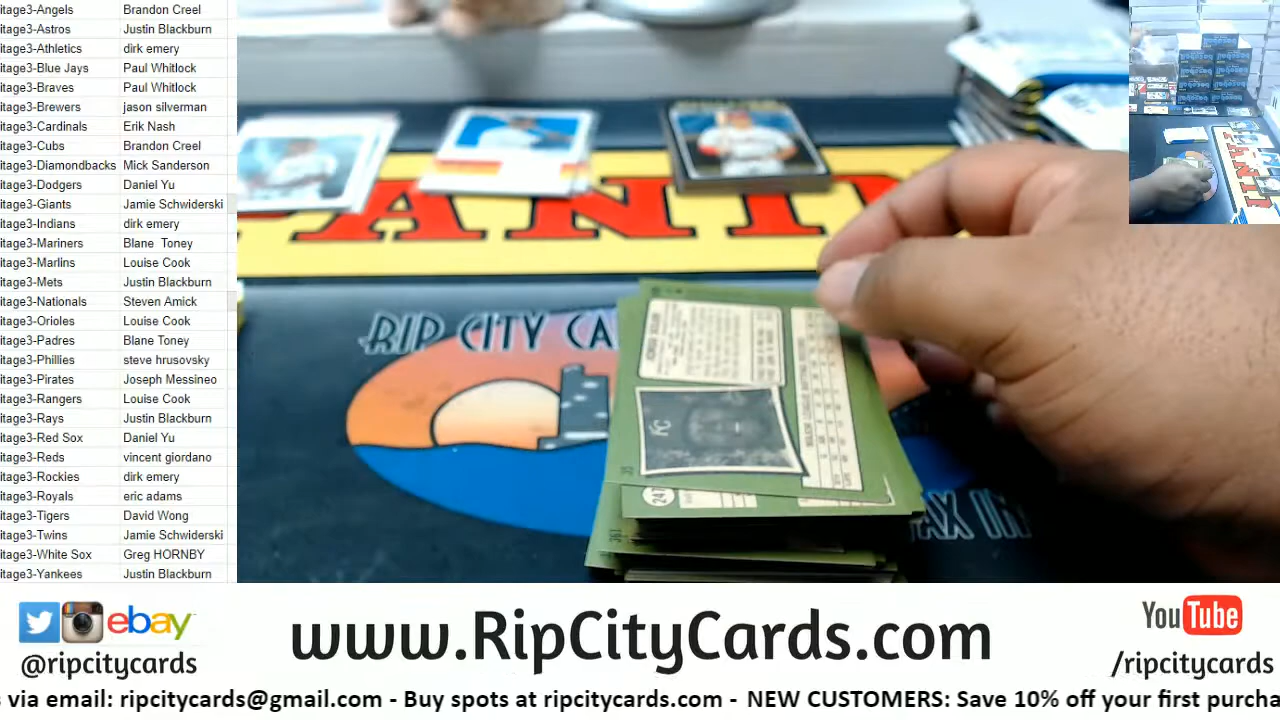 itage3-Angels Brandon Creel
itage3-Astros Justin Blackburn
itage3-Athletics dirk emery
itage3-Blue Jays Paul Whitlock
itage3-Braves Paul Whitlock
itage3-Brewers jason silverman
itage3-Cardinals Erik Nash
itage3-Cubs Brandon Creel
itage3-Diamondbacks Mick Sanderson
itage3-Dodgers Daniel Yu
itage3-Giants Jamie Schwiderski
itage3-Indians dirk emery
itage3-Mariners Blane Toney
itage3-Marlins Louise Cook
itage3-Mets Justin Blackburn
itage3-Nationals Steven Amick
itage3-Orioles Louise Cook
itage3-Padres Blane Toney
itage3-Phillies steve hrusovsky
itage3-Pirates Joseph Messineo
itage3-Rangers Louise Cook
itage3-Rays Justin Blackburn
itage3-Red Sox Daniel Yu
itage3-Reds vincent giordano
itage3-Rockies dirk emery
itage3-Royals eric adams
itage3-Tigers David Wong
itage3-Twins Jamie Schwiderski
itage3-White Sox Greg HORNBY
itage3-Yankees Justin Blackburn
ANI
RIP CITY CA
KC
247
ebay
@ripcitycards
www.RipCityCards.com
YouTube
/ripcitycards
s via email: ripcitycards@gmail.com - Buy spots at ripcitycards.com - NEW CUSTOMERS: Save 10% off your first purcha